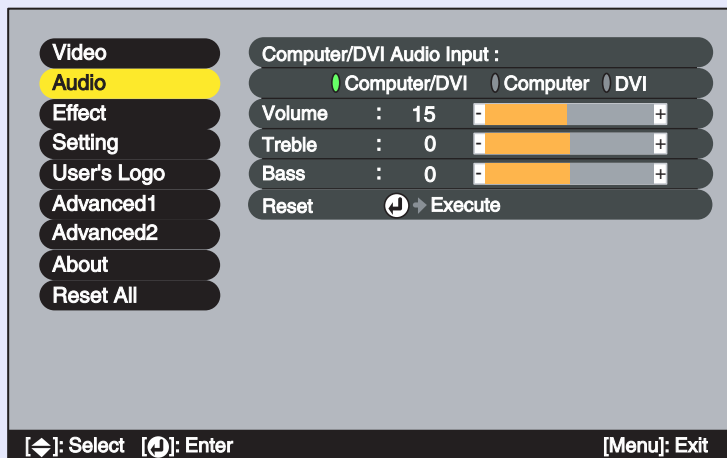 Video
Audio
Effect
Setting
User's Logo
Advanced1
Advanced2
About
Reset All
Computer/DVI Audio Input :
Computer/DVI Computer DVI
Volume : 15 - +
Treble : 0 - +
Bass : 0 - +
Reset Execute
[ ]: Select [ ]: Enter [Menu]: Exit